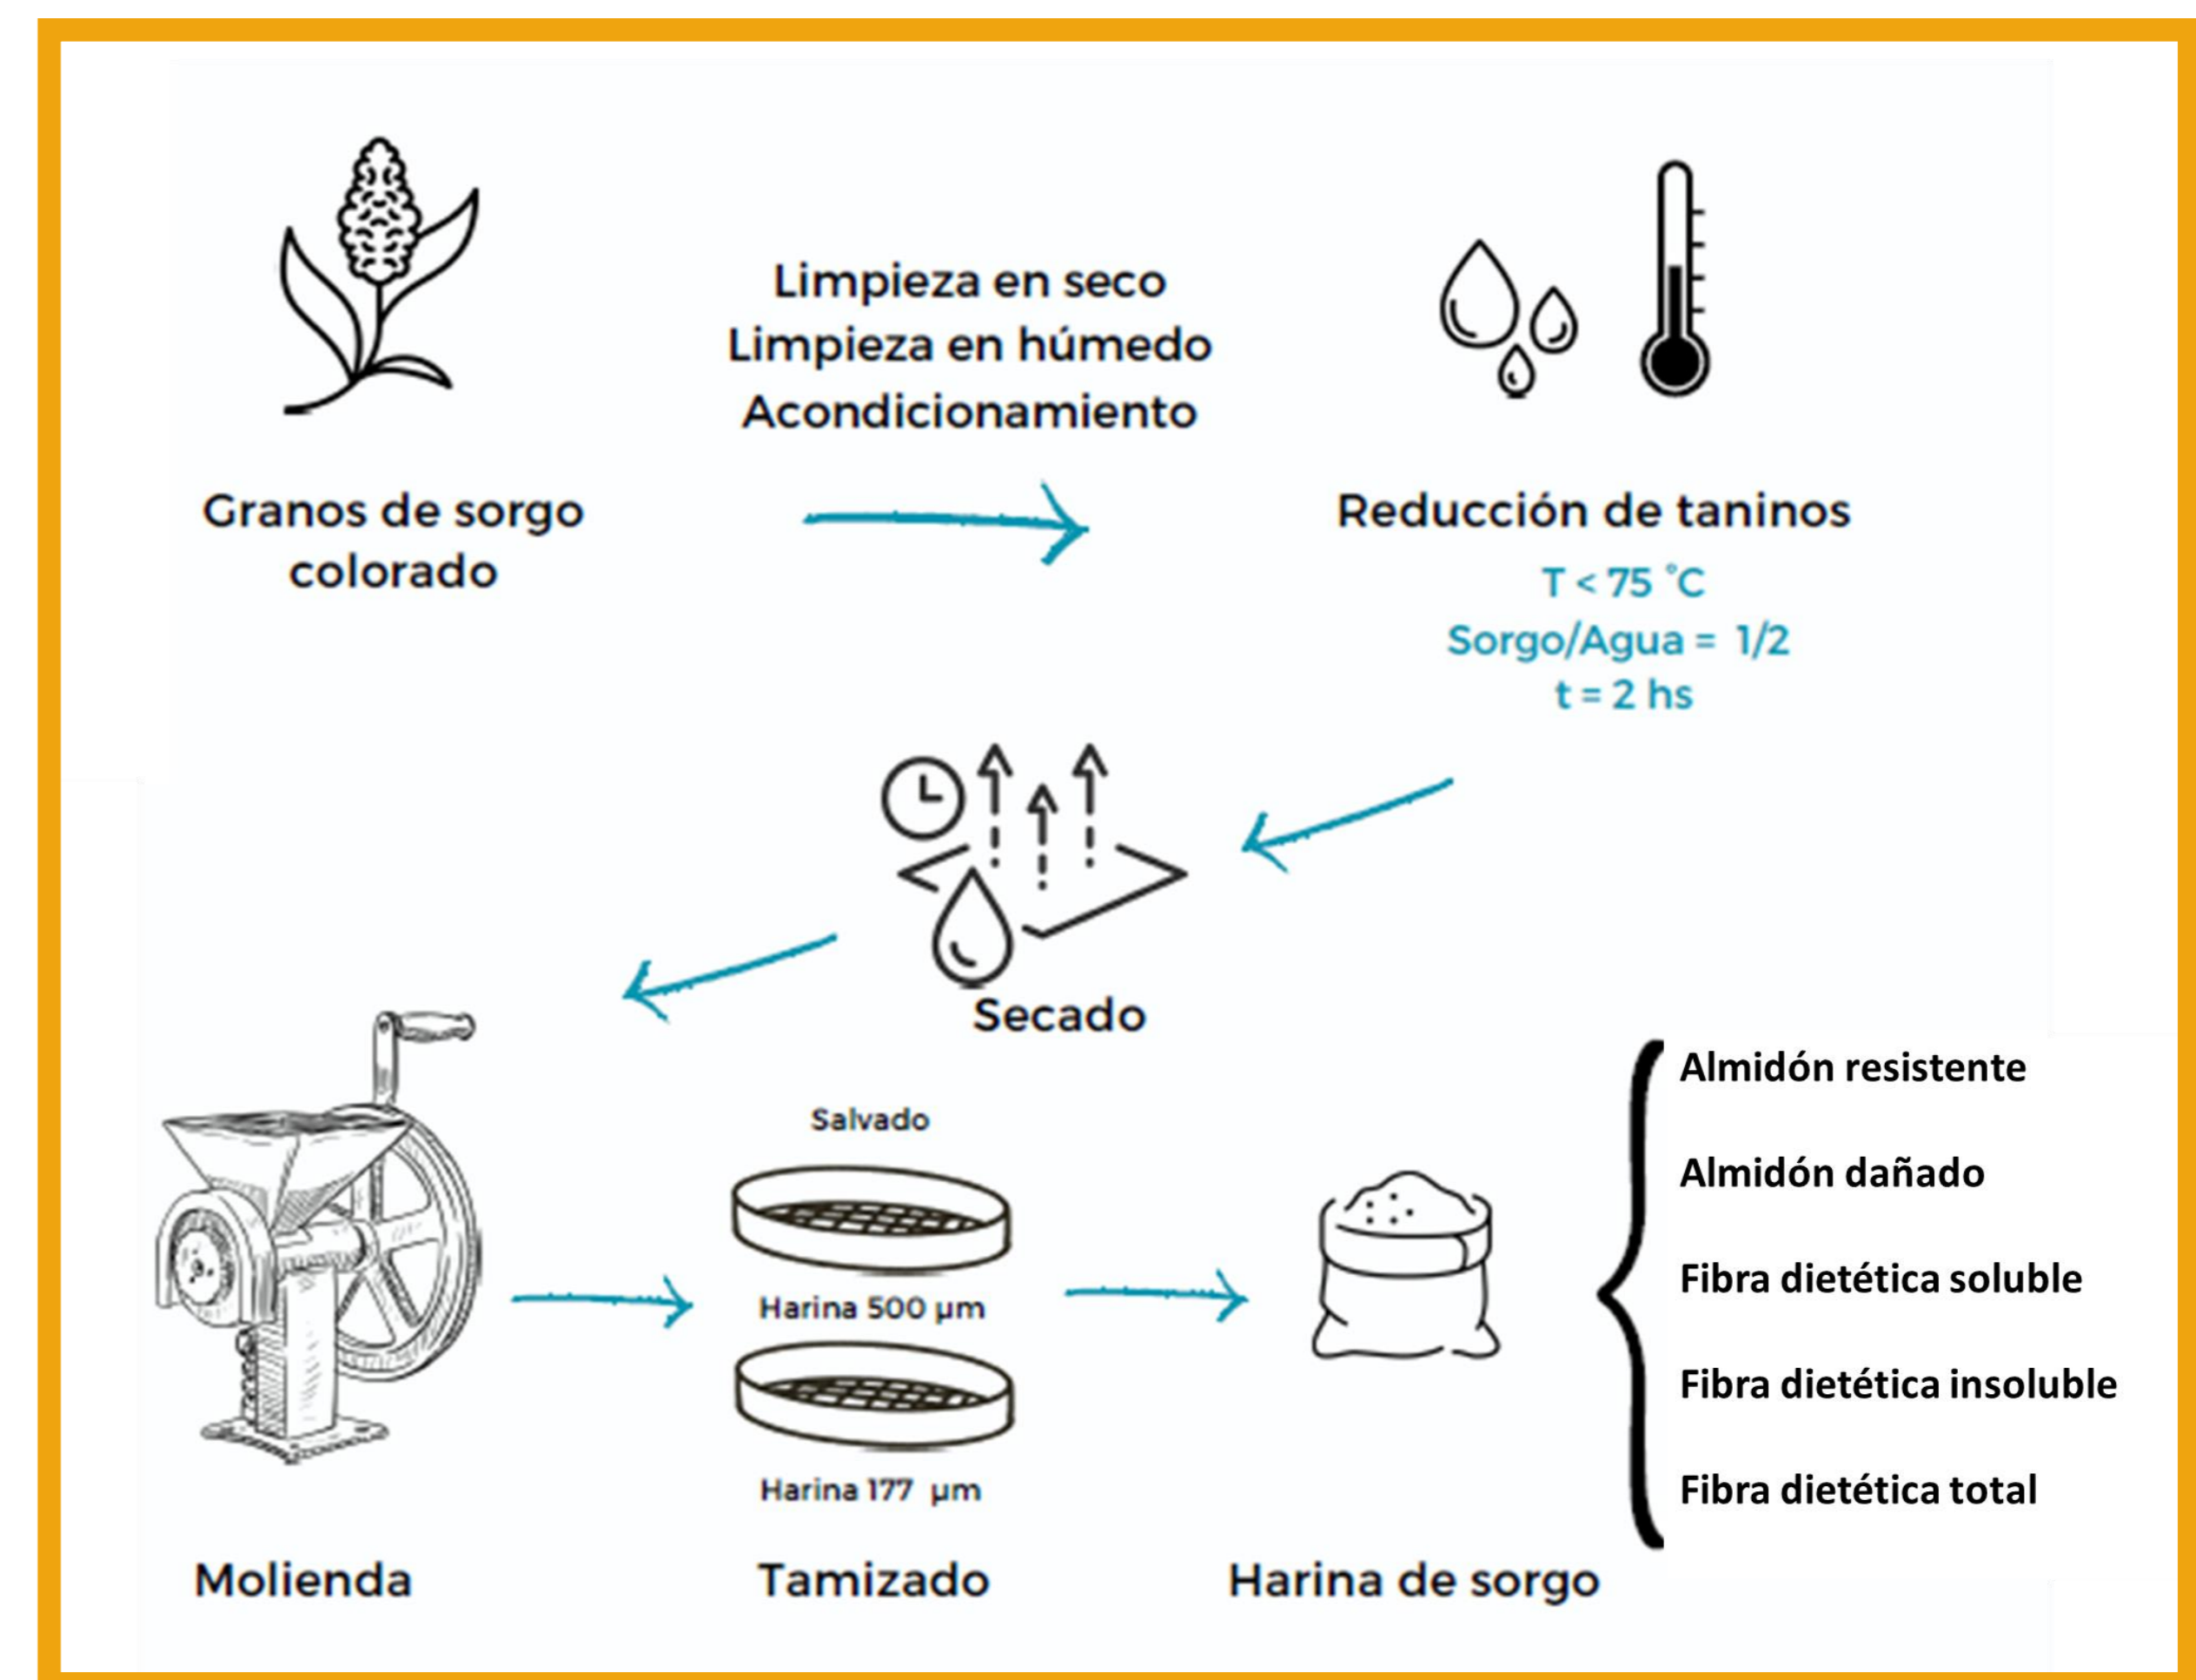 Limpieza en seco
Limpieza en húmedo
Acondicionamiento
Granos de sorgo
colorado
Reducción de taninos
T < 75 °C
Sorgo/Agua = 1/2
t = 2 hs
Secado
Salvado
Harina 500 µm
Harina 177 µm
Molienda
Tamizado
Harina de sorgo
Almidón resistente
Almidón dañado
Fibra dietética soluble
Fibra dietética insoluble
Fibra dietética total